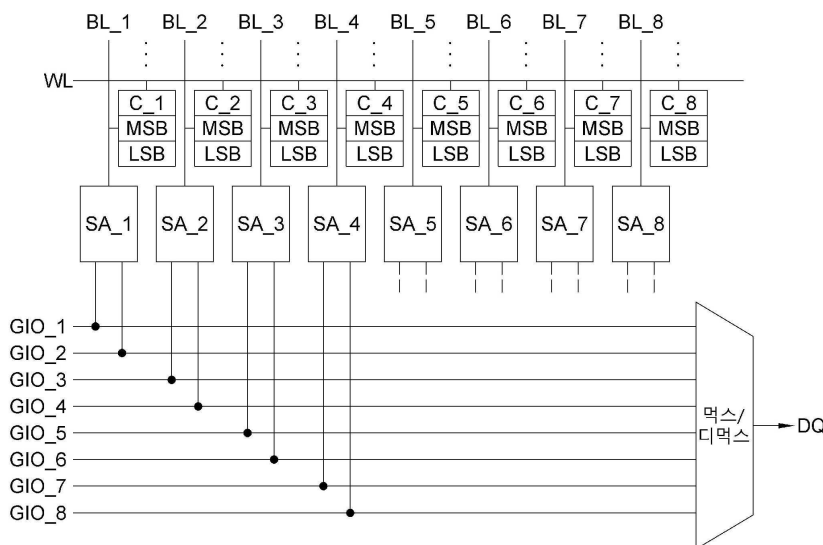 BL_1 BL_2 BL_3 BL_4 BL_5 BL_6 BL_7 BL_8
WL
C_1 C_2 C_3 C_4 C_5 C_6 C_7 C_8
MSB MSB MSB MSB MSB MSB MSB MSB
LSB LSB LSB LSB LSB LSB LSB LSB
SA_1 SA_2 SA_3 SA_4 SA_5 SA_6 SA_7 SA_8
GIO_1
GIO_2
GIO_3
GIO_4
GIO_5
GIO_6
GIO_7
GIO_8
먹스/
디먹스
DQ